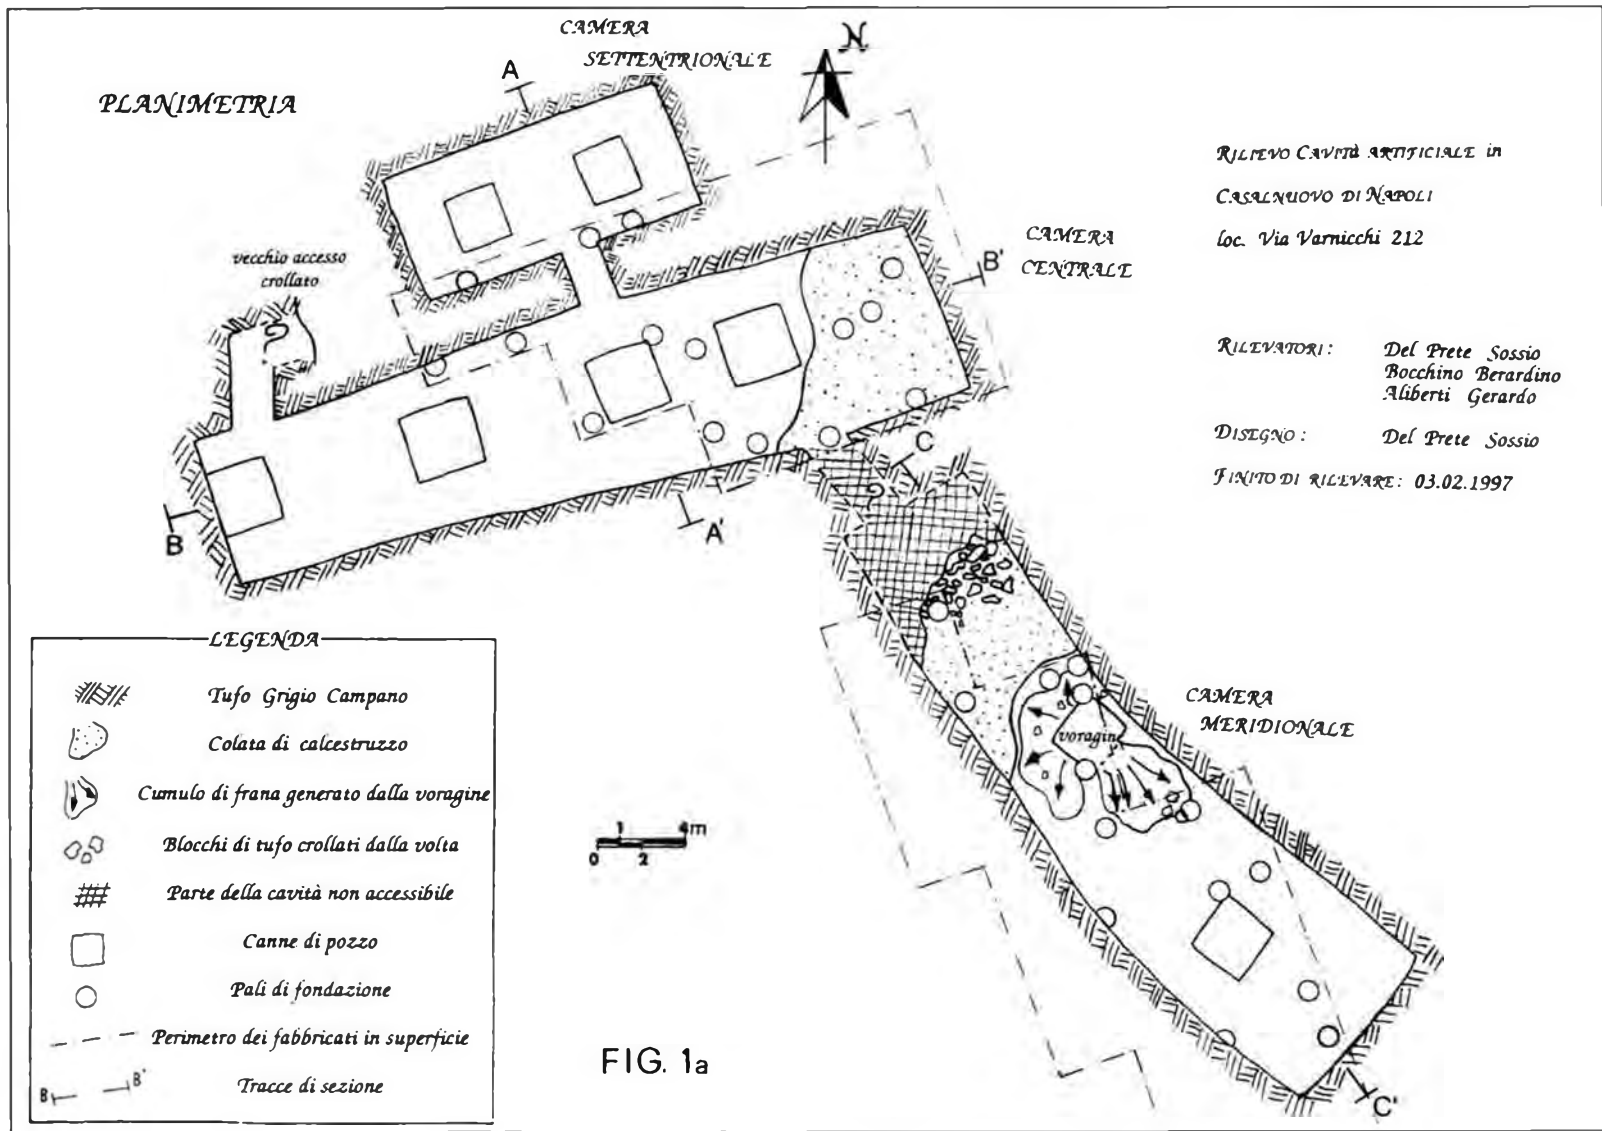 PLANIMETRIA
CAMERA
SETTENTRIONALE
A
N
RILIEVO CAVITà ARTIFICIALE in
CASALNUOVO DI NAPOLI
loc. Via Varnicchi 212
vecchio accesso
crollato
CAMERA
CENTRALE
B'
RILEVATORI: Del Prete Sossio
Bocchino Berardino
Aliberti Gerardo
DISEGNO: Del Prete Sossio
FINITO DI RILEVARE: 03.02.1997
C
B
A'
CAMERA
MERIDIONALE
voragin
LEGENDA
Tufo Grigio Campano
Colata di calcestruzzo
Cumulo di frana generato dalla voragine
Blocchi di tufo crollati dalla volta
Parte della cavità non accessibile
Canne di pozzo
Pali di fondazione
Perimetro dei fabbricati in superficie
B B' Tracce di sezione
1 4m
0 2
FIG. 1a
C'